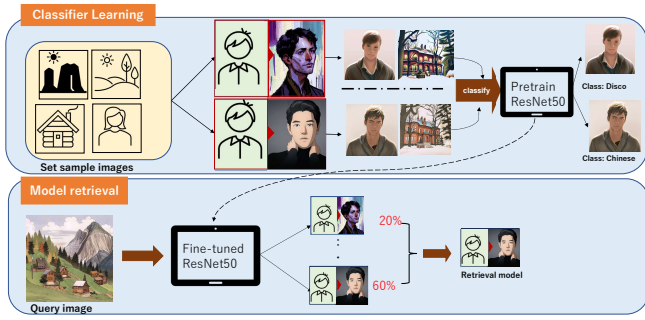 Classifier Learning
Set sample images
classify
Pretrain
ResNet50
Class: Disco
Class: Chinese
Model retrieval
Query image
Fine-tuned
ResNet50
20%
60%
Retrieval model